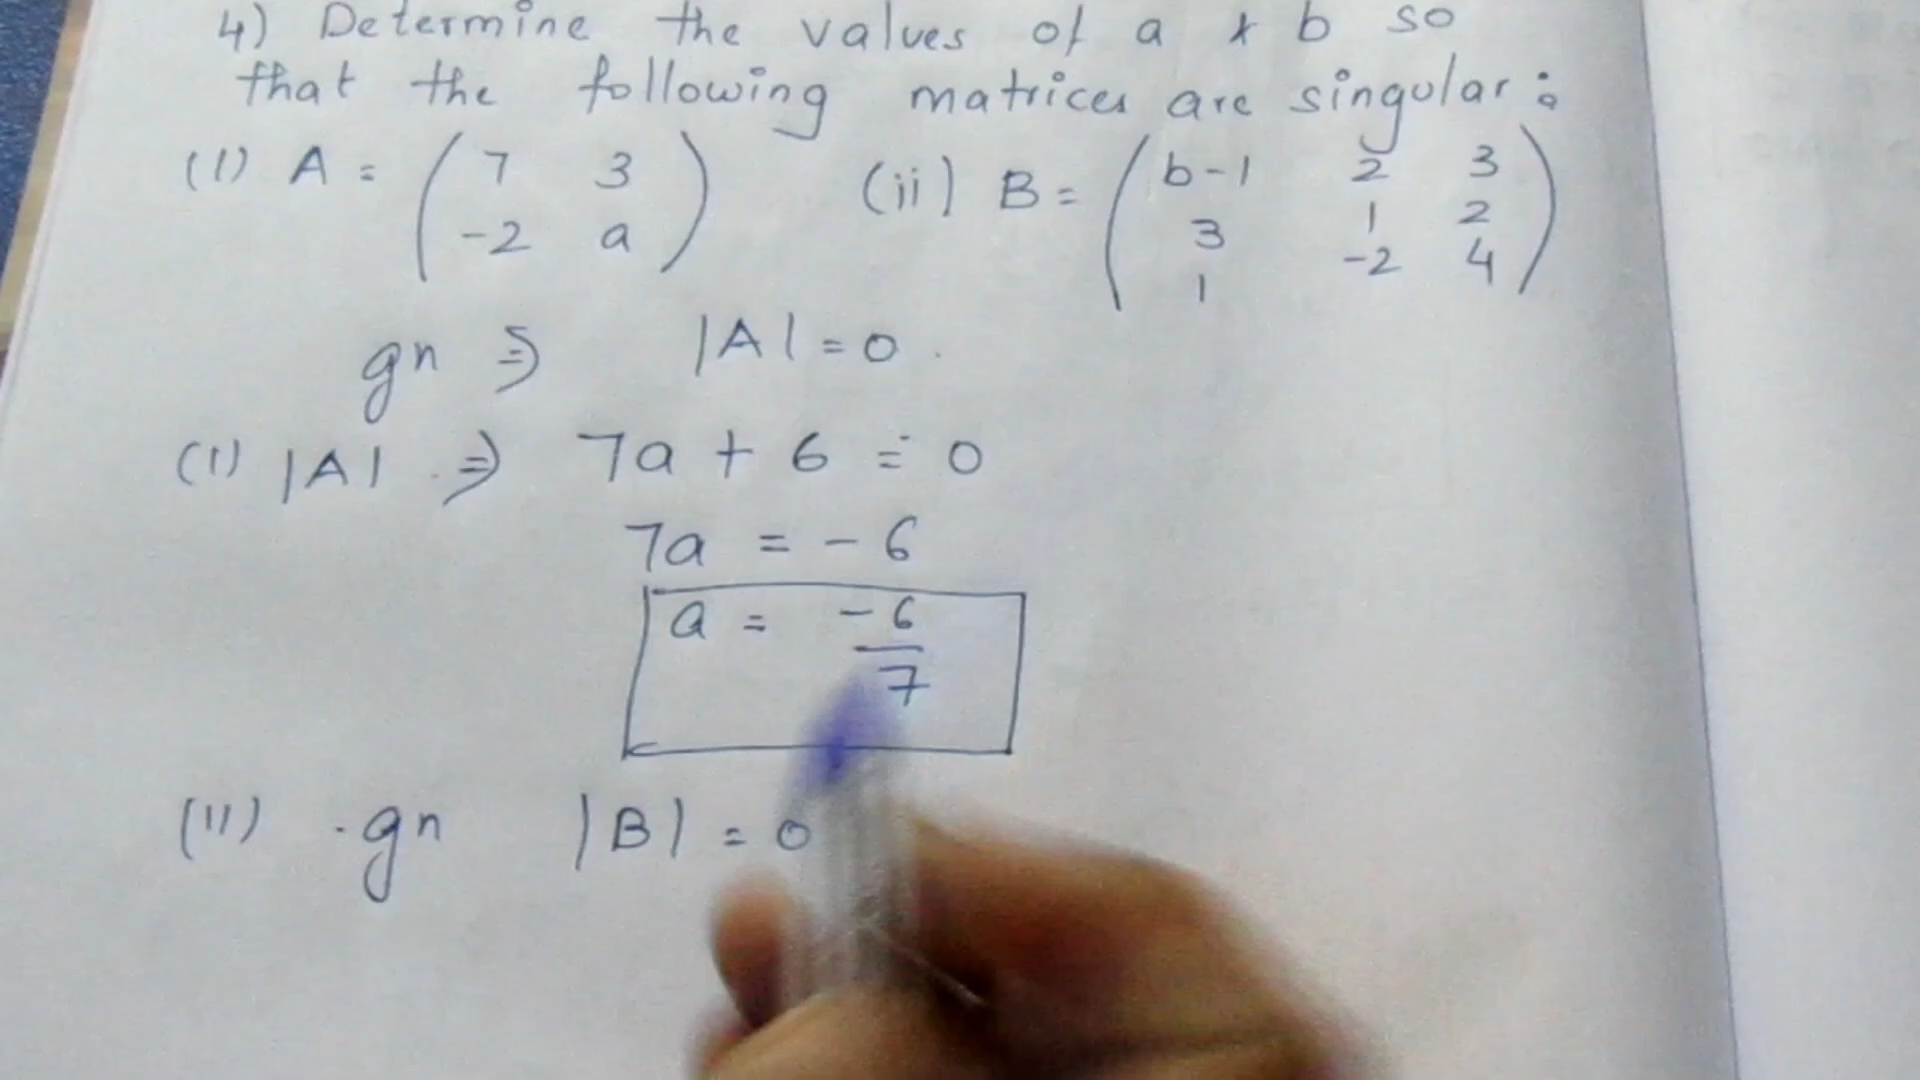 4) Determine the values of a & b so
that the following matrices are singular:
(i) A = ( 7 3 (ii) B = ( b-1 2 3
-2 a ) 3 1 2
1 -2 4 )
gn ⇒ |A| = 0.
(i) |A| ⇒ 7a + 6 = 0
7a = - 6
a = -6/7
(ii) gn |B| = 0